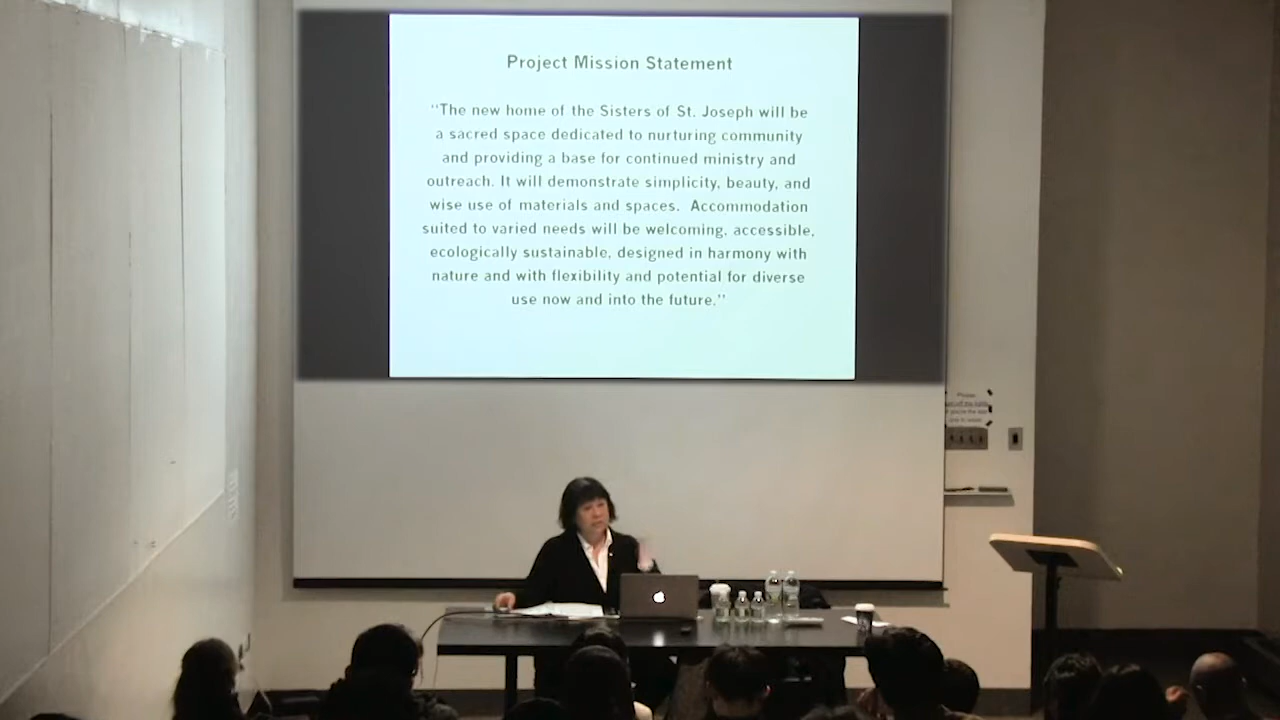 Project Mission Statement
"The new home of the Sisters of St. Joseph will be
a sacred space dedicated to nurturing community
and providing a base for continued ministry and
outreach. It will demonstrate simplicity, beauty, and
wise use of materials and spaces. Accommodation
suited to varied needs will be welcoming, accessible,
ecologically sustainable, designed in harmony with
nature and with flexibility and potential for diverse
use now and into the future."